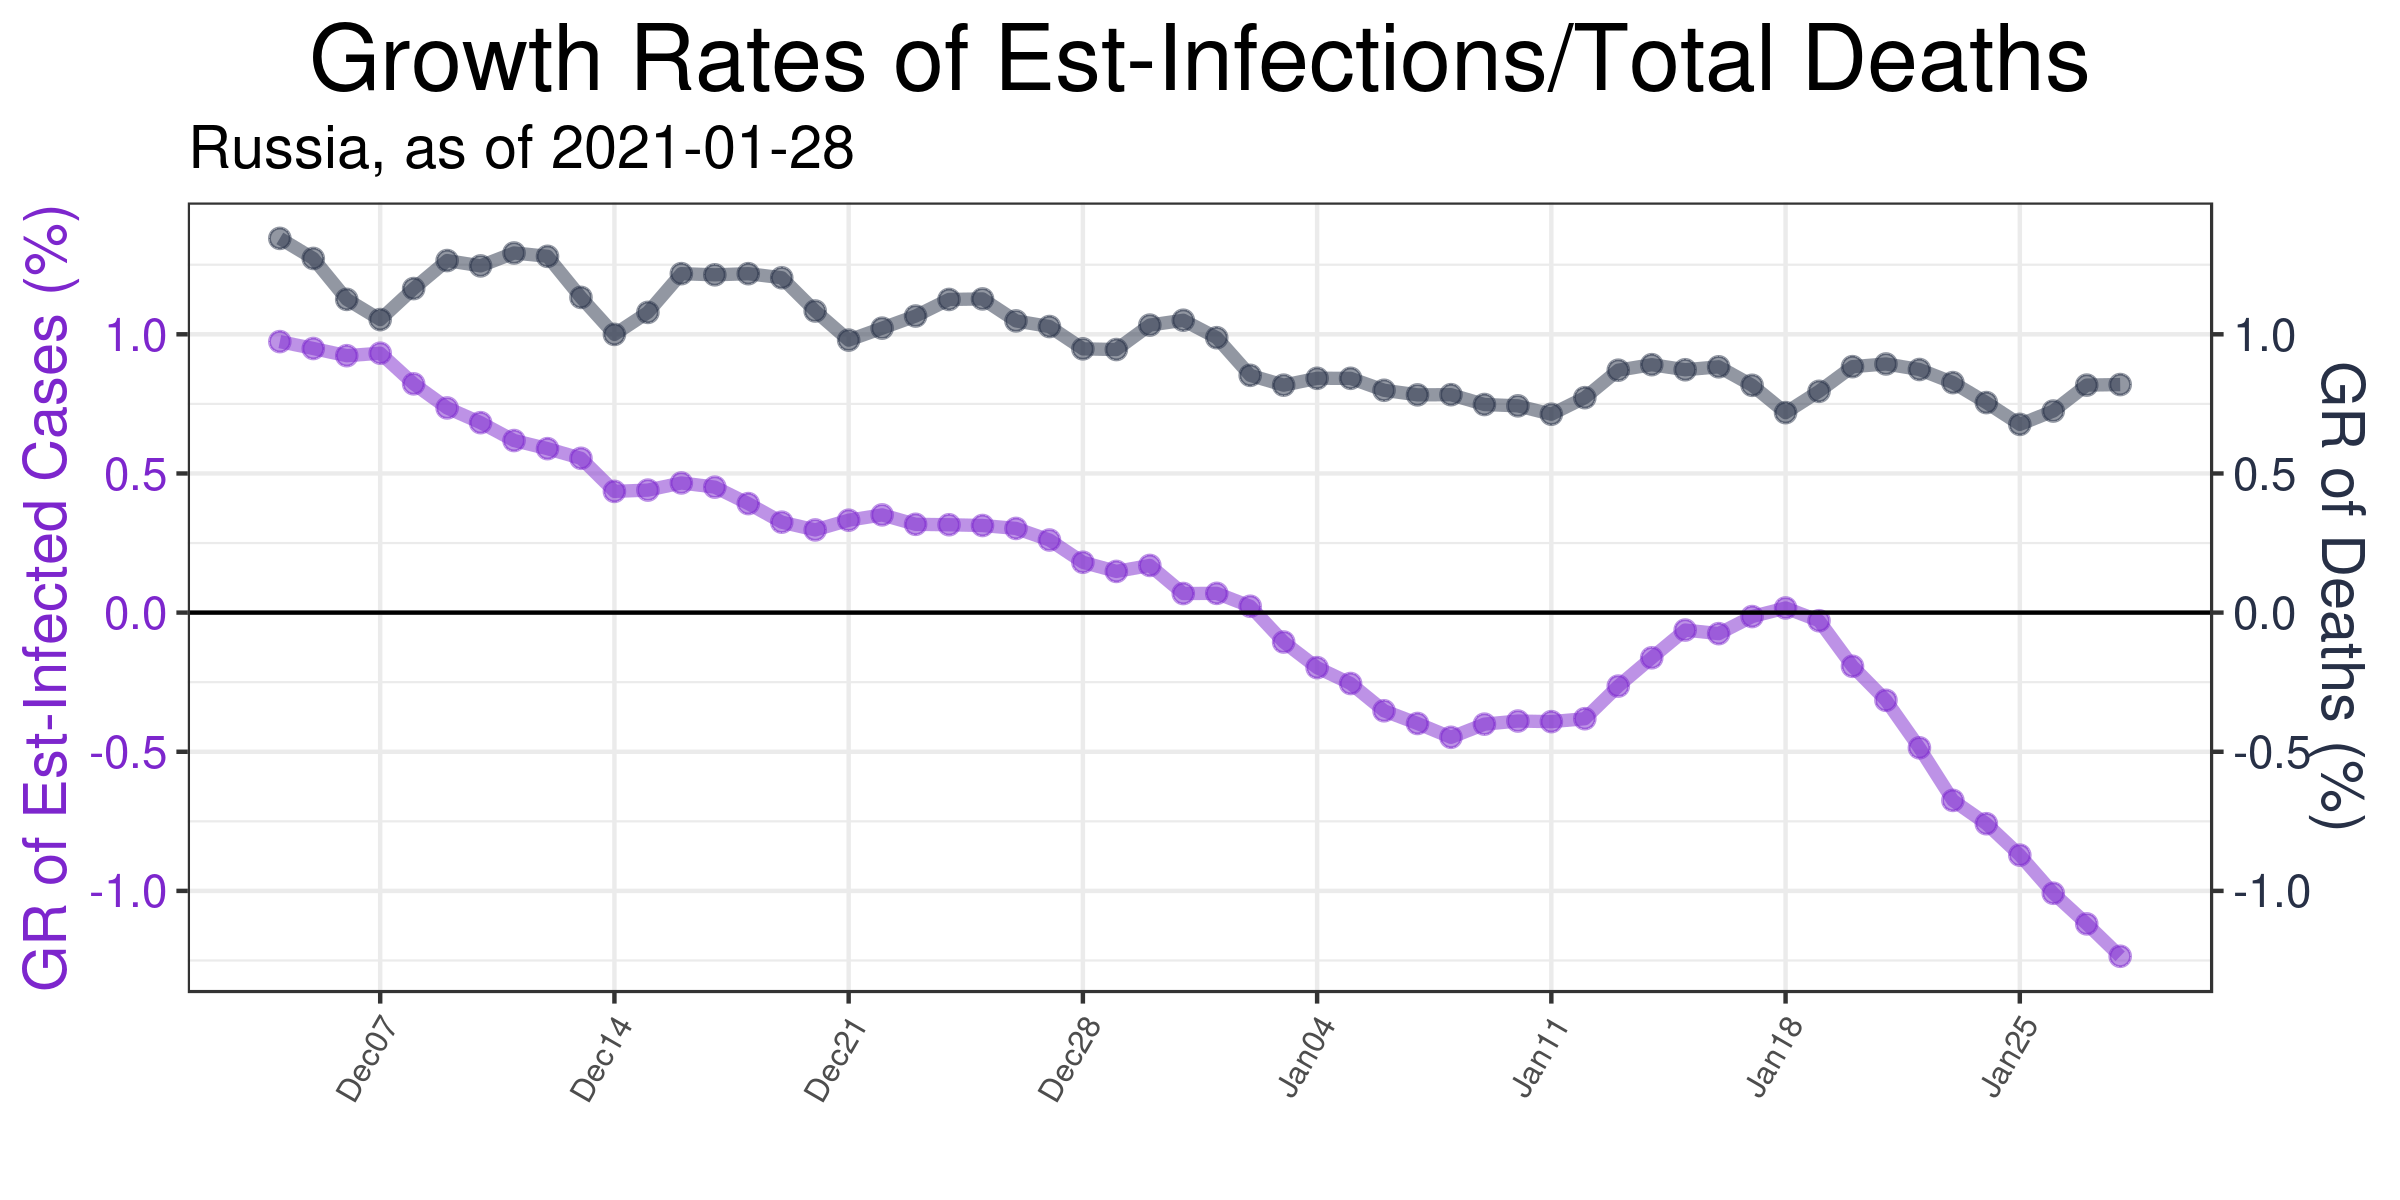 Growth Rates of Est-Infections/Total Deaths
Russia, as of 2021-01-28
GR of Est-Infected Cases (%)
1.0
0.5
0.0
-0.5
-1.0
1.0
0.5
0.0
-0.5
-1.0
GR of Deaths (%)
Dec07
Dec14
Dec21
Dec28
Jan04
Jan11
Jan18
Jan25